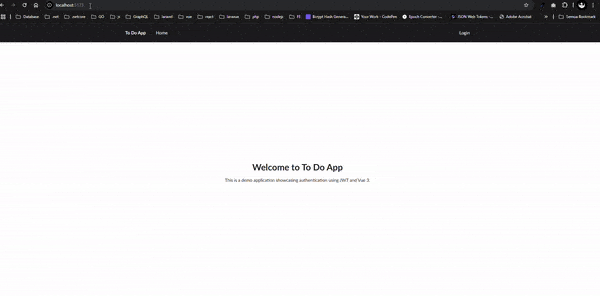 localhost:5173
Database .net .netcore GO js GraphQL laravel vue react Javascue php nodejs FE Bcrypt Hash Genera... Your Work - CodePen Epoch Converter - ... JSON Web Tokens - ... Adobe Acrobat Semua Bookmark
To Do App Home Login
Welcome to To Do App
This is a demo application showcasing authentication using JWT and Vue 3.